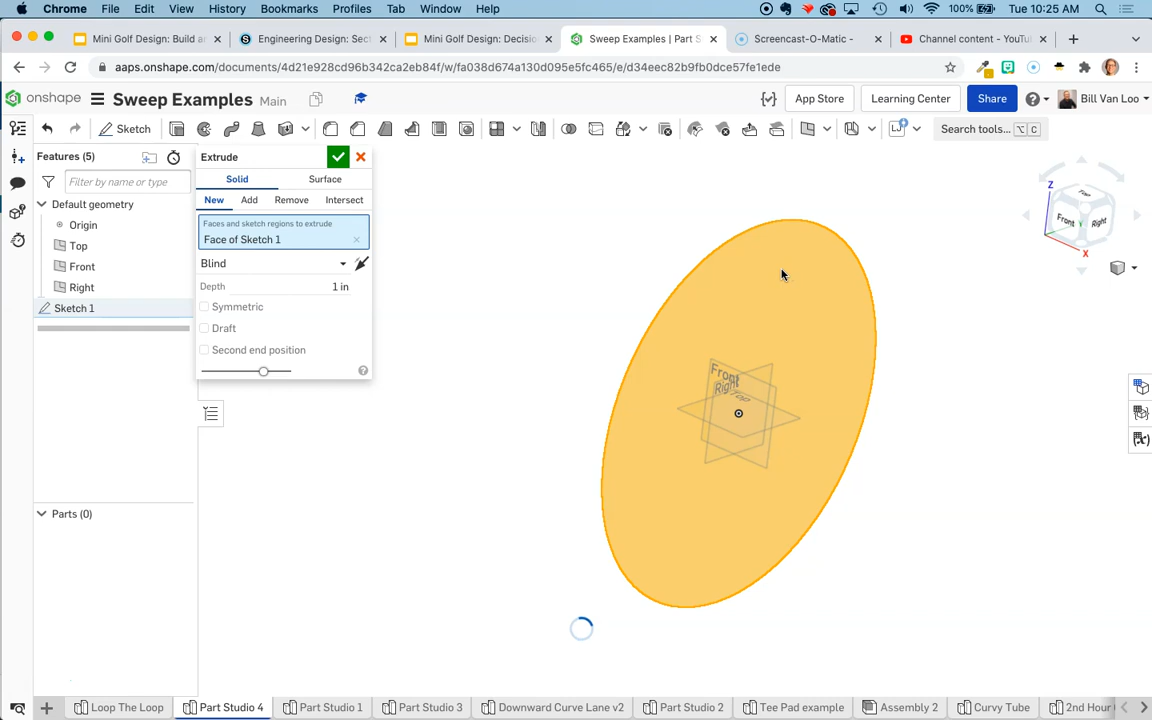 Chrome File Edit View History Bookmarks Profiles Tab Window Help 100% Tue 10:25 AM
Mini Golf Design: Build a Engineering Design: Sect Mini Golf Design: Decisio Sweep Examples | Part S Screencast-O-Matic - Channel content - YouTu
aaps.onshape.com/documents/4d21e928cd96b342ca2eb84f/w/fa038d674a130d095e5fc465/e/d34eec82b9fb0dce57fe1ede
onshape Sweep Examples Main App Store Learning Center Share Bill Van Loo
Sketch Search tools... ⌥ C
Features (5)
Filter by name or type
Default geometry
Origin
Top
Front
Right
Sketch 1
Parts (0)
Extrude
Solid Surface
New Add Remove Intersect
Faces and sketch regions to extrude
Face of Sketch 1
Blind
Depth 1 in
Symmetric
Draft
Second end position
Front
Right
Top
Z
Top
Front Right
Y
X
Loop The Loop Part Studio 4 Part Studio 1 Part Studio 3 Downward Curve Lane v2 Part Studio 2 Tee Pad example Assembly 2 Curvy Tube 2nd Hour